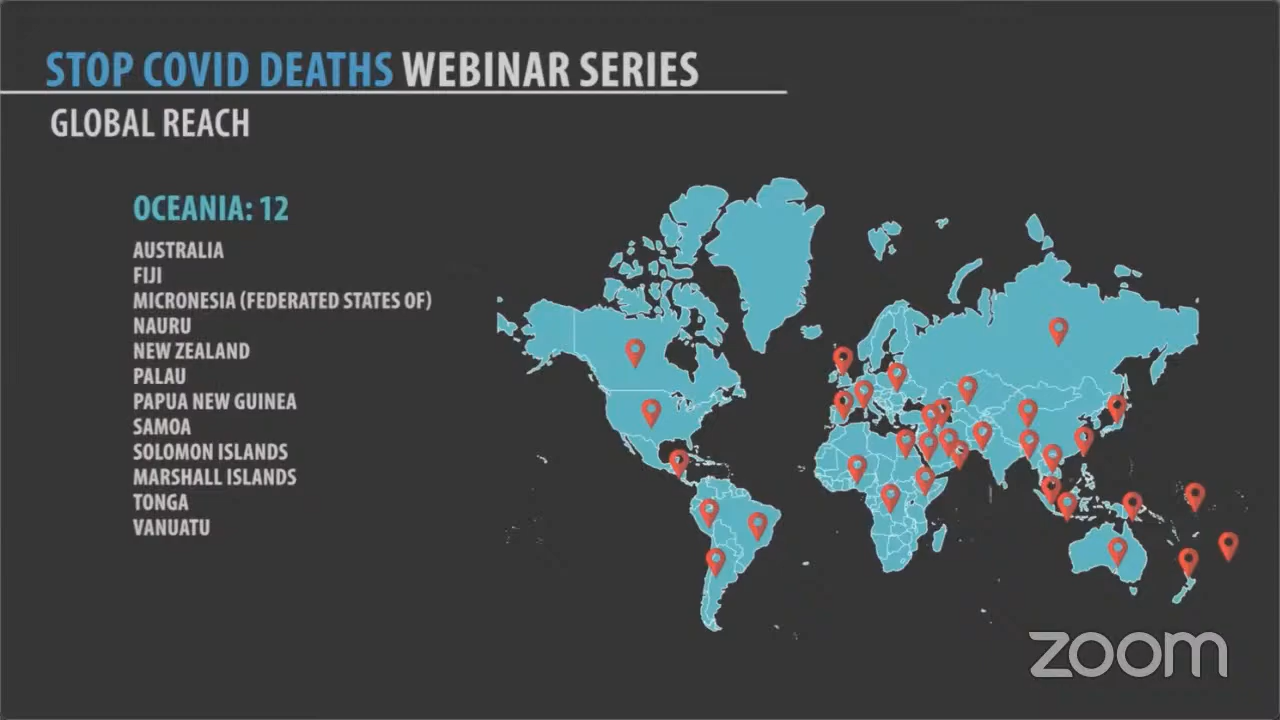 STOP COVID DEATHS WEBINAR SERIES
GLOBAL REACH
OCEANIA: 12
AUSTRALIA
FIJI
MICRONESIA (FEDERATED STATES OF)
NAURU
NEW ZEALAND
PALAU
PAPUA NEW GUINEA
SAMOA
SOLOMON ISLANDS
MARSHALL ISLANDS
TONGA
VANUATU
zoom